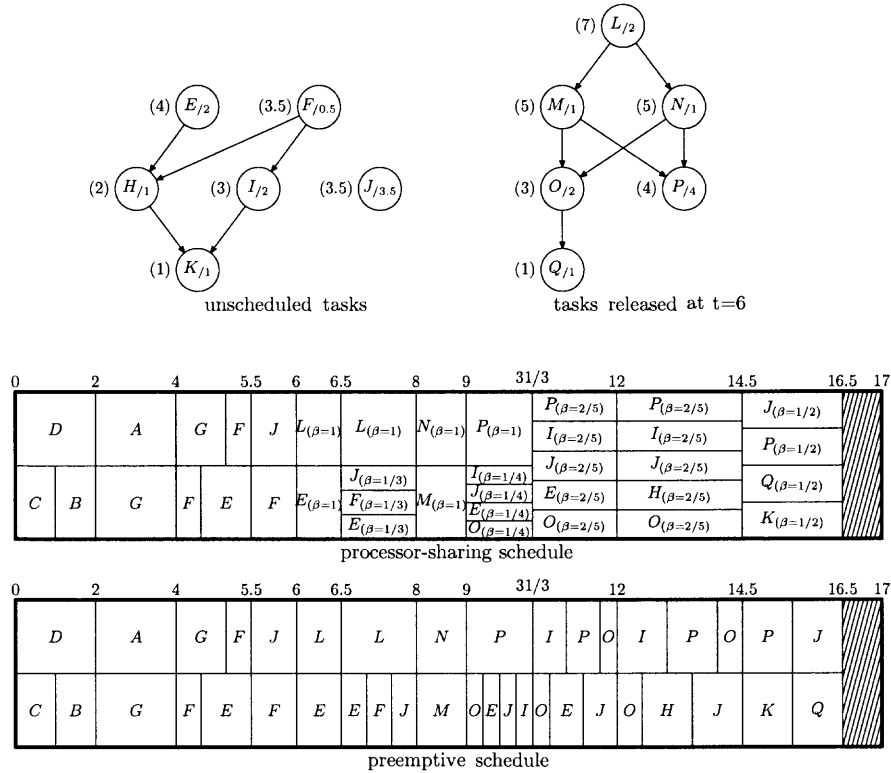 (7) L/2
(4) E/2 (3.5) F/0.5 (5) M/1 (5) N/1
(2) H/1 (3) I/2 (3.5) J/3.5 (3) O/2 (4) P/4
(1) K/1 (1) Q/1
unscheduled tasks tasks released at t=6
0 2 4 5.5 6 6.5 8 9 31/3 12 14.5 16.5 17
D A G F J L(β=1) L(β=1) N(β=1) P(β=1) P(β=2/5) P(β=2/5) J(β=1/2)
I(β=2/5) I(β=2/5) P(β=1/2)
C B G F E F E(β=1) J(β=1/3) M(β=1) I(β=1/4) J(β=2/5) J(β=2/5) Q(β=1/2)
F(β=1/3) J(β=1/4) E(β=2/5) H(β=2/5) K(β=1/2)
E(β=1/3) E(β=1/4) O(β=2/5) O(β=2/5)
O(β=1/4)
processor-sharing schedule
0 2 4 5.5 6 6.5 8 9 31/3 12 14.5 16.5 17
D A G F J L L N P I P O I P O P J
C B G F E F E E F J M O E J I O E J O H J K Q
preemptive schedule